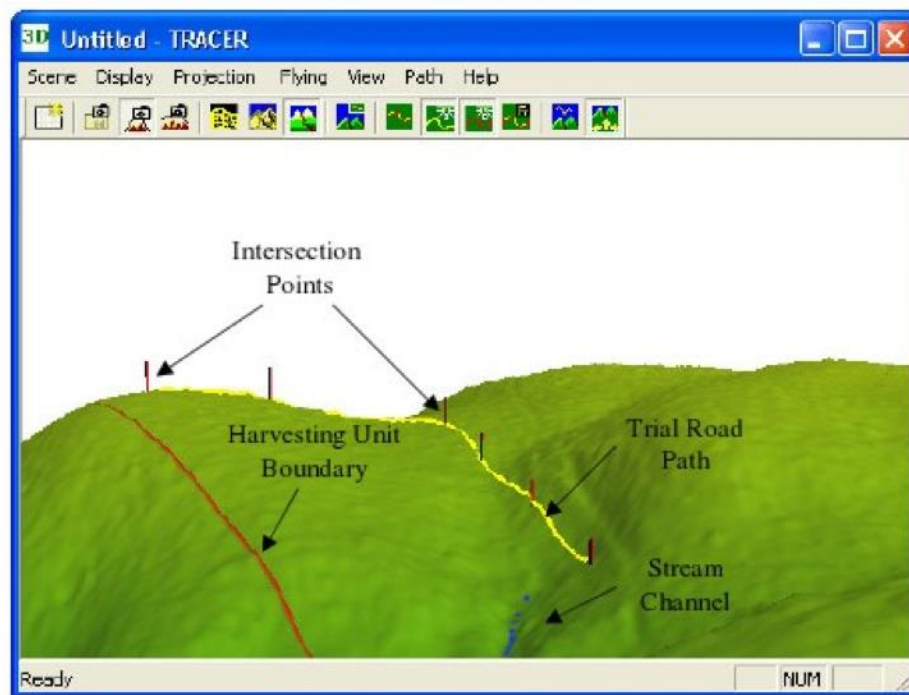 3D Untitled - TRACER
Scene Display Projection Flying View Path Help
Intersection
Points
Harvesting Unit
Boundary
Trial Road
Path
Stream
Channel
Ready NUM